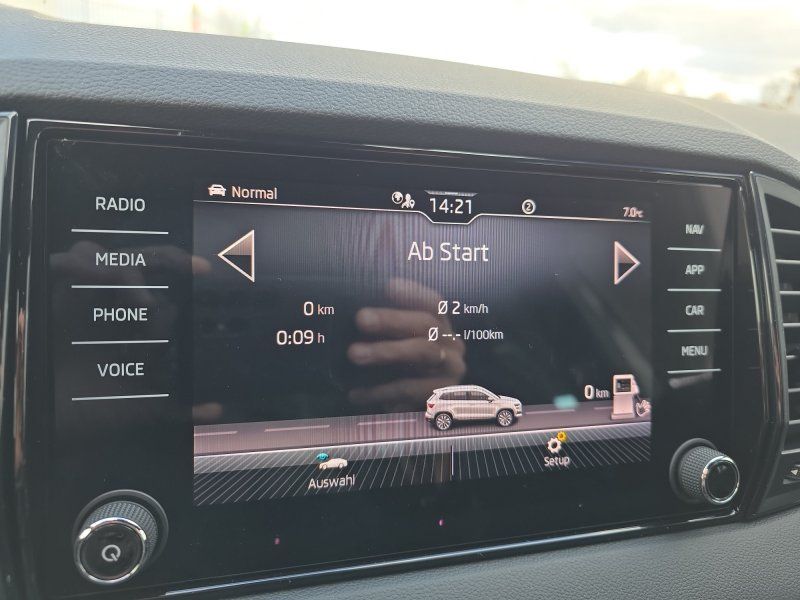 RADIO
MEDIA
PHONE
VOICE
Normal
14:21
2
7.0°C
Ab Start
0 km
Ø 2 km/h
0:09 h
Ø --.- l/100km
0 km
Auswahl
Setup
NAV
APP
CAR
MENU